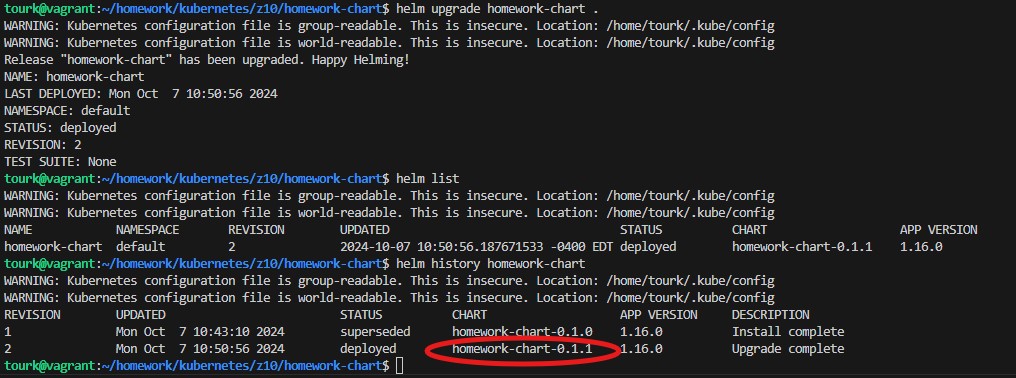 tourk@vagrant:~/homework/kubernetes/z10/homework-chart$ helm upgrade homework-chart .
WARNING: Kubernetes configuration file is group-readable. This is insecure. Location: /home/tourk/.kube/config
WARNING: Kubernetes configuration file is world-readable. This is insecure. Location: /home/tourk/.kube/config
Release "homework-chart" has been upgraded. Happy Helming!
NAME: homework-chart
LAST DEPLOYED: Mon Oct  7 10:50:56 2024
NAMESPACE: default
STATUS: deployed
REVISION: 2
TEST SUITE: None
tourk@vagrant:~/homework/kubernetes/z10/homework-chart$ helm list
WARNING: Kubernetes configuration file is group-readable. This is insecure. Location: /home/tourk/.kube/config
WARNING: Kubernetes configuration file is world-readable. This is insecure. Location: /home/tourk/.kube/config
NAME NAMESPACE REVISION UPDATED STATUS CHART APP VERSION
homework-chart default 2 2024-10-07 10:50:56.187671533 -0400 EDT deployed homework-chart-0.1.1 1.16.0
tourk@vagrant:~/homework/kubernetes/z10/homework-chart$ helm history homework-chart
WARNING: Kubernetes configuration file is group-readable. This is insecure. Location: /home/tourk/.kube/config
WARNING: Kubernetes configuration file is world-readable. This is insecure. Location: /home/tourk/.kube/config
REVISION UPDATED STATUS CHART APP VERSION DESCRIPTION
1 Mon Oct  7 10:43:10 2024 superseded homework-chart-0.1.0 1.16.0 Install complete
2 Mon Oct  7 10:50:56 2024 deployed homework-chart-0.1.1 1.16.0 Upgrade complete
tourk@vagrant:~/homework/kubernetes/z10/homework-chart$